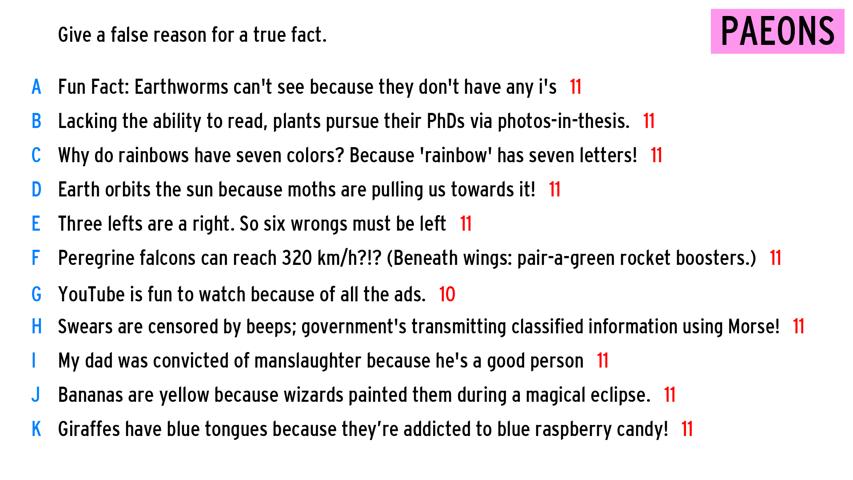 Give a false reason for a true fact.
PAEONS
A Fun Fact: Earthworms can't see because they don't have any i's 11
B Lacking the ability to read, plants pursue their PhDs via photos-in-thesis. 11
C Why do rainbows have seven colors? Because 'rainbow' has seven letters! 11
D Earth orbits the sun because moths are pulling us towards it! 11
E Three lefts are a right. So six wrongs must be left 11
F Peregrine falcons can reach 320 km/h?!? (Beneath wings: pair-a-green rocket boosters.) 11
G YouTube is fun to watch because of all the ads. 10
H Swears are censored by beeps; government's transmitting classified information using Morse! 11
I My dad was convicted of manslaughter because he's a good person 11
J Bananas are yellow because wizards painted them during a magical eclipse. 11
K Giraffes have blue tongues because they’re addicted to blue raspberry candy! 11